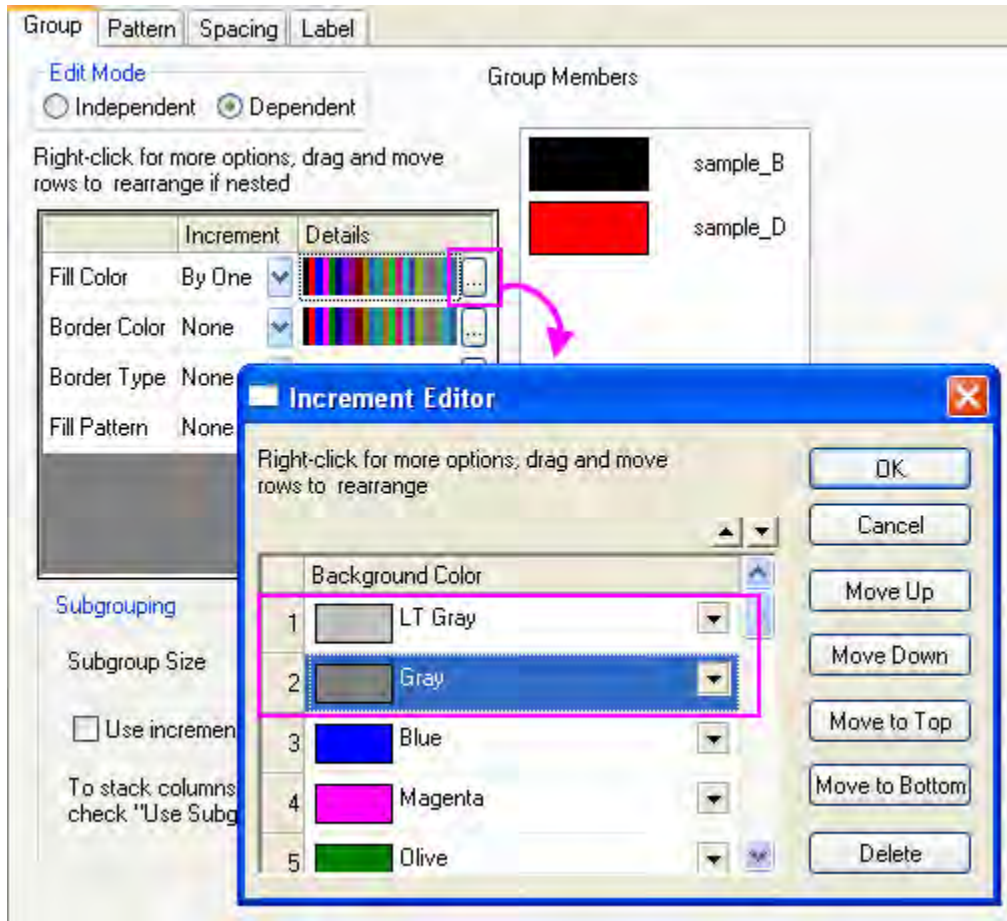 Group Pattern Spacing Label
Edit Mode
Independent Dependent
Group Members
Right-click for more options, drag and move
rows to rearrange if nested
sample_B
sample_D
Increment Details
Fill Color By One ...
Border Color None ...
Border Type None
Fill Pattern None
Increment Editor
Right-click for more options, drag and move
rows to rearrange
OK
Cancel
Move Up
Move Down
Move to Top
Move to Bottom
Delete
Background Color
1 LT Gray
2 Gray
3 Blue
4 Magenta
5 Olive
Subgrouping
Subgroup Size
Use incremen
To stack columns
check "Use Subg